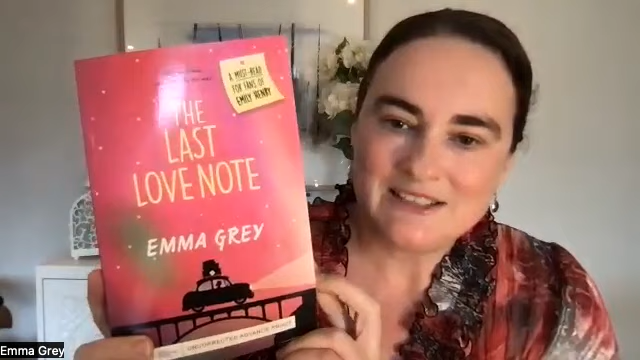 A MUST-READ
FOR FANS OF
EMILY HENRY
THE
LAST
LOVE NOTE
EMMA GREY
UNCORRECTED ADVANCE PROOF
Emma Grey